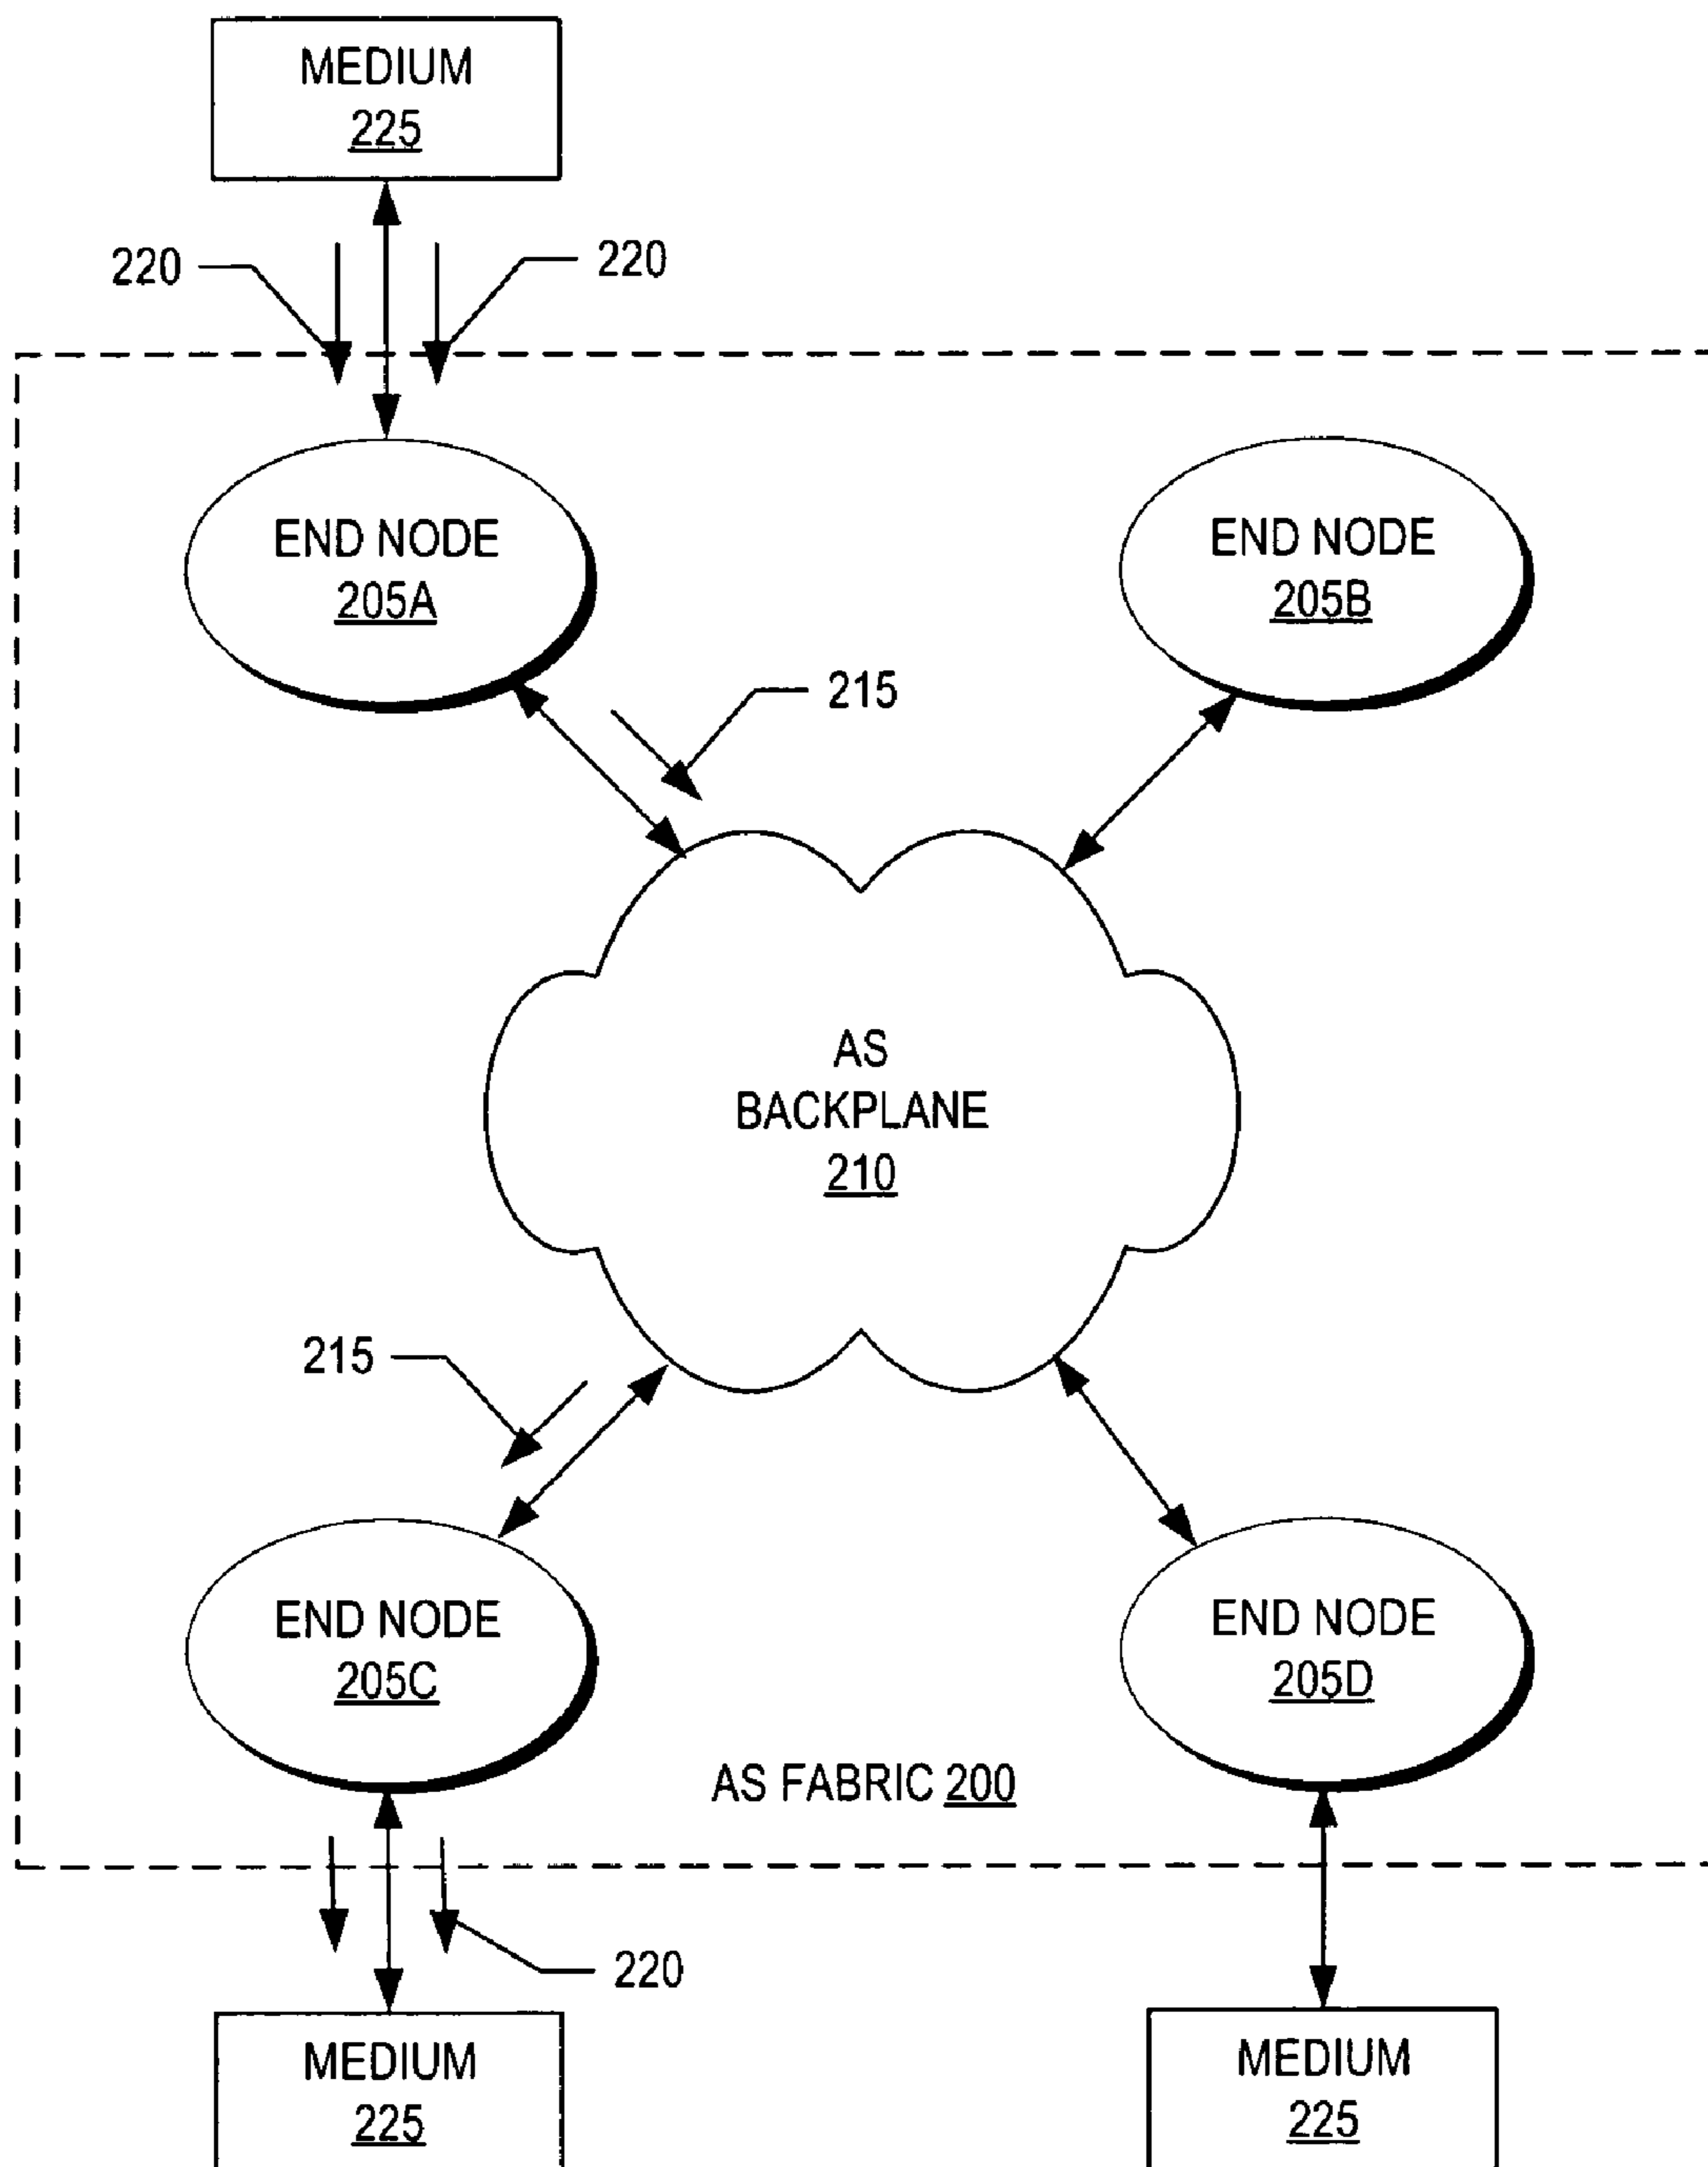 MEDIUM
225
220
220
END NODE
205A
END NODE
205B
215
AS
BACKPLANE
210
215
END NODE
205C
END NODE
205D
AS FABRIC 200
220
MEDIUM
225
MEDIUM
225